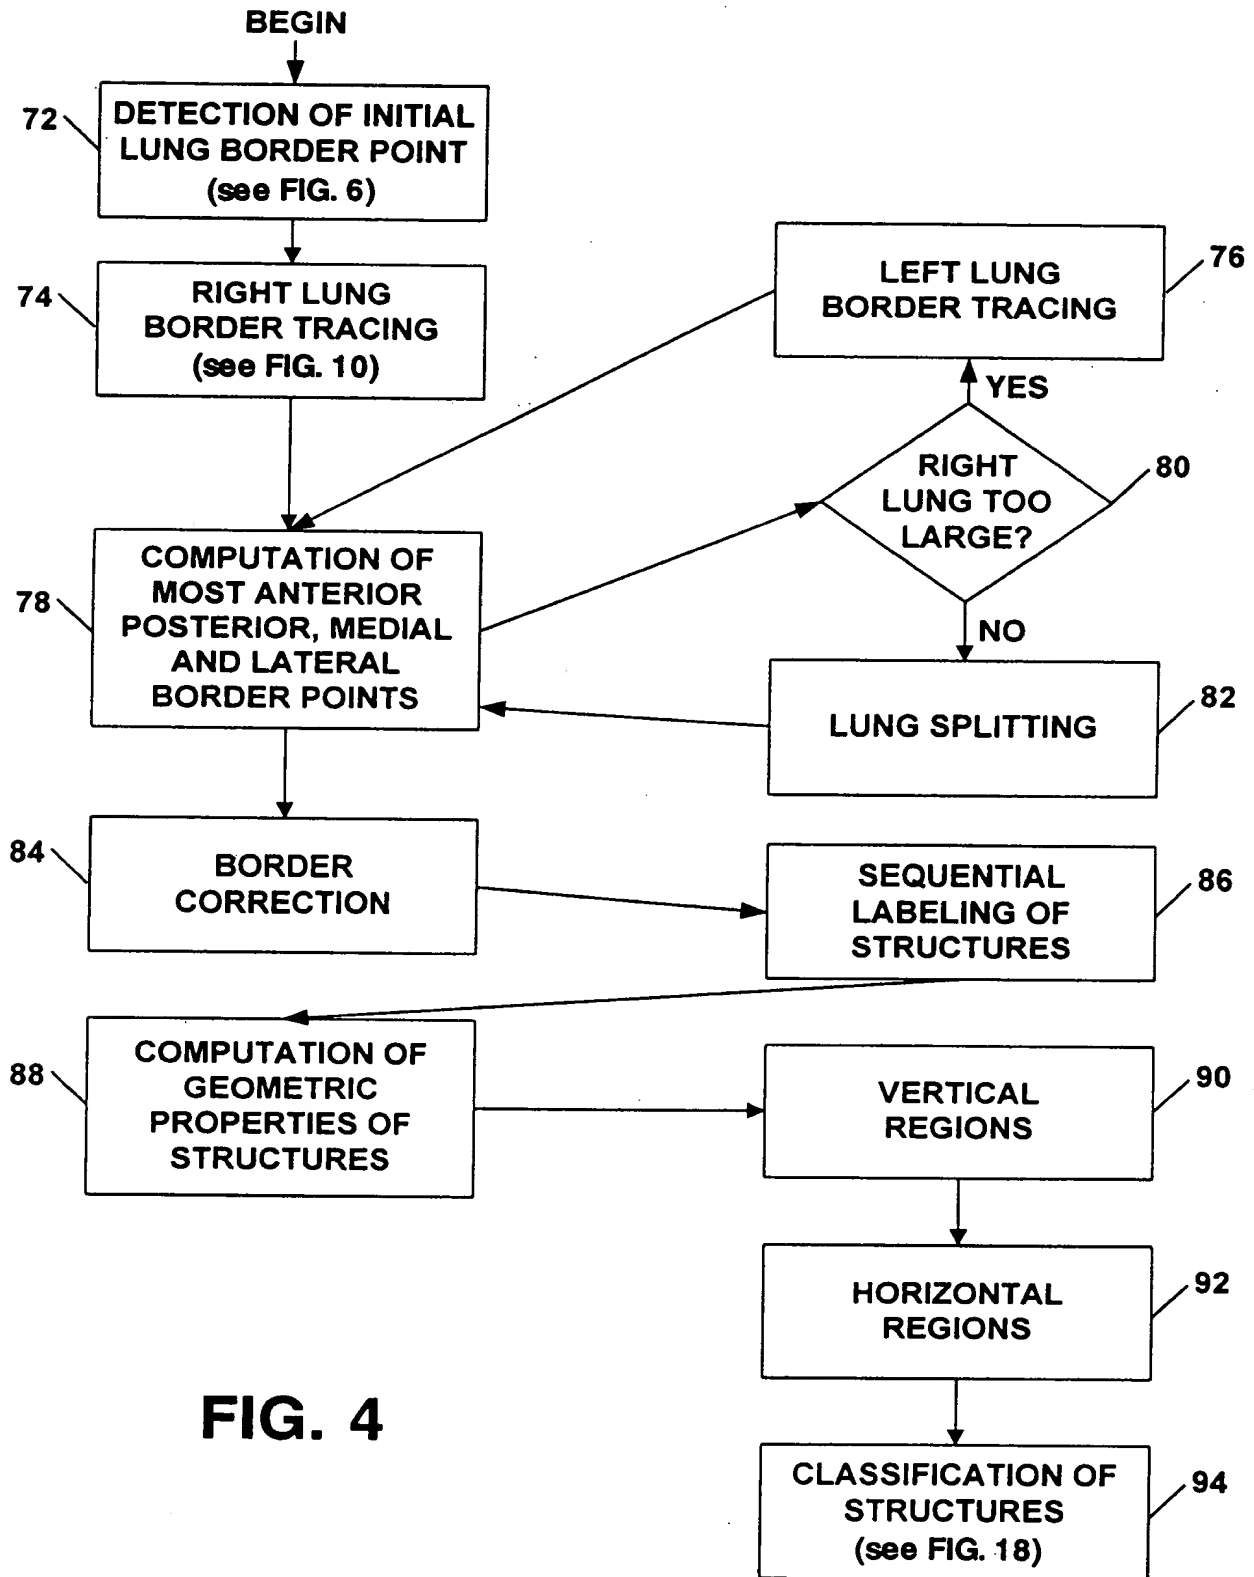 BEGIN
72
DETECTION OF INITIAL
LUNG BORDER POINT
(see FIG. 6)
74
RIGHT LUNG
BORDER TRACING
(see FIG. 10)
LEFT LUNG
BORDER TRACING
76
YES
RIGHT
LUNG TOO
LARGE?
80
NO
78
COMPUTATION OF
MOST ANTERIOR
POSTERIOR, MEDIAL
AND LATERAL
BORDER POINTS
LUNG SPLITTING
82
84
BORDER
CORRECTION
SEQUENTIAL
LABELING OF
STRUCTURES
86
88
COMPUTATION OF
GEOMETRIC
PROPERTIES OF
STRUCTURES
VERTICAL
REGIONS
90
HORIZONTAL
REGIONS
92
FIG. 4
CLASSIFICATION OF
STRUCTURES
(see FIG. 18)
94